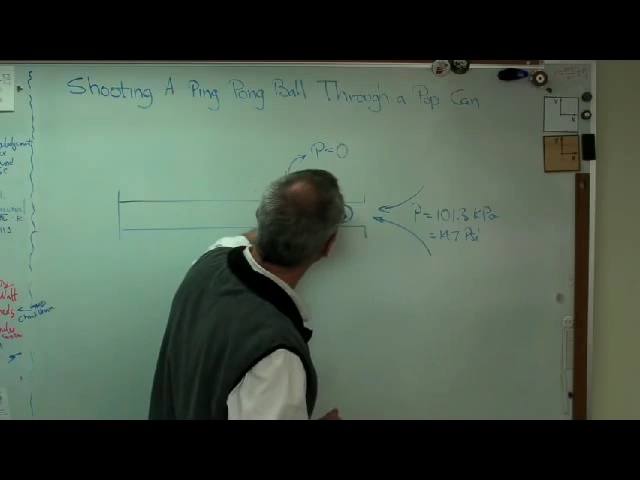 Shooting A Ping Pong Ball Through a Pop Can
P=0
P= 101.3 kPa
= 14.7 Psi